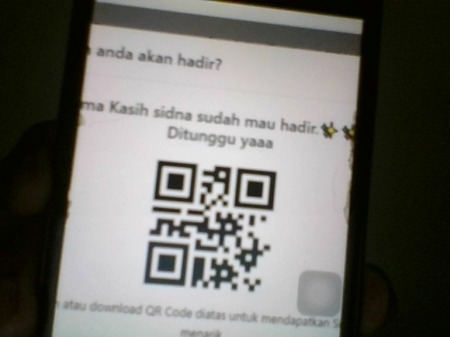 anda akan hadir?
ma Kasih sidna sudah mau hadir.
Ditunggu yaaa
atau download QR Code diatas untuk mendapatkan
menarik